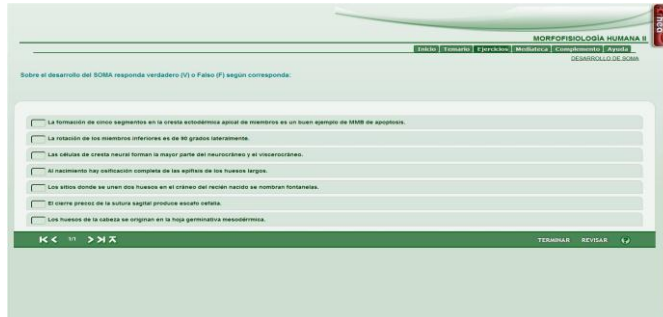 MORFOFISIOLOGÍA HUMANA II
Inicio Temario Ejercicios Mediateca Complemento Ayuda
DESARROLLO DE SOMA
Sobre el desarrollo del SOMA responda verdadero (V) o Falso (F) según corresponda:
La formación de cinco segmentos en la cresta ectodérmica apical de miembros es un buen ejemplo de MMB de apoptosis.
La rotación de los miembros inferiores es de 90 grados lateralmente.
Las células de cresta neural forman la mayor parte del neurocráneo y el viscerocráneo.
Al nacimiento hay osificación completa de las epífisis de los huesos largos.
Los sitios donde se unen dos huesos en el cráneo del recién nacido se nombran fontanelas.
El cierre precoz de la sutura sagital produce escafo cefalia.
Los huesos de la cabeza se originan en la hoja germinativa mesodérmica.
1/1 TERMINAR REVISAR